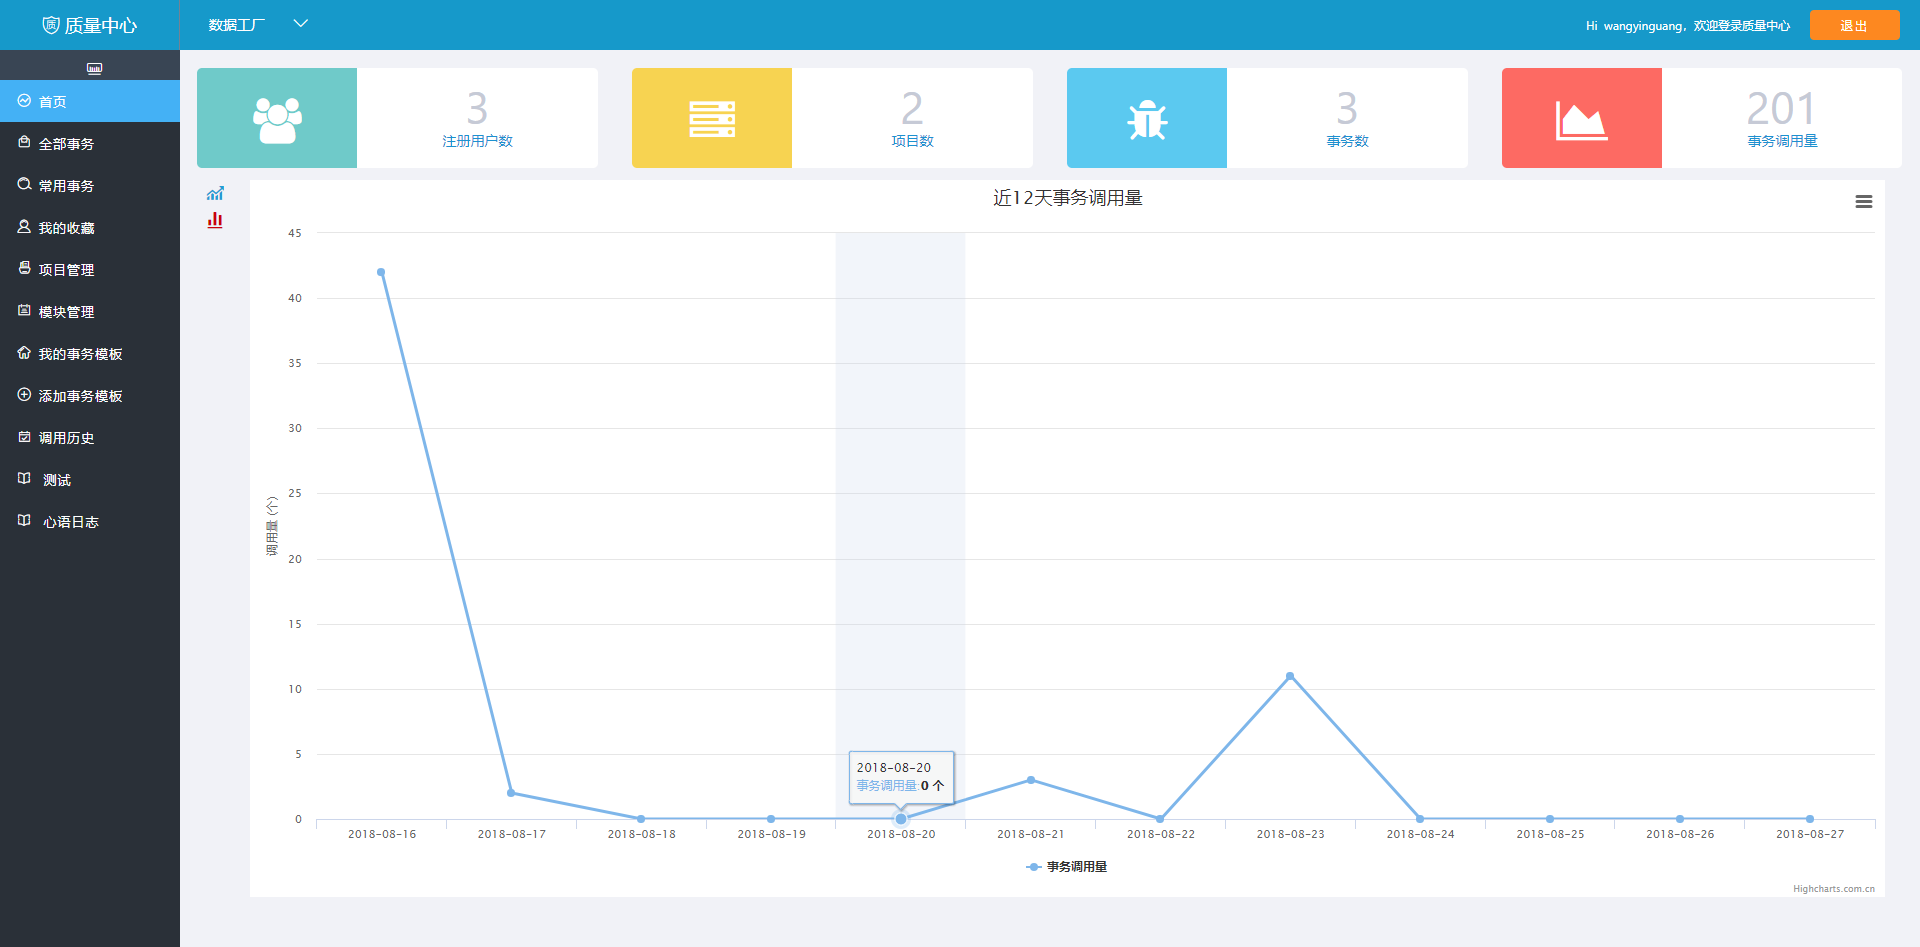 质量中心
数据工厂
Hi wangyinguang，欢迎登录质量中心
退出
首页
全部事务
常用事务
我的收藏
项目管理
模块管理
我的事务模板
添加事务模板
调用历史
测试
心语日志
3
注册用户数
2
项目数
3
事务数
201
事务调用量
近12天事务调用量
调用量 (个)
45
40
35
30
25
20
15
10
5
0
2018-08-20
事务调用量:0 个
2018-08-16 2018-08-17 2018-08-18 2018-08-19 2018-08-20 2018-08-21 2018-08-22 2018-08-23 2018-08-24 2018-08-25 2018-08-26 2018-08-27
事务调用量
Highcharts.com.cn